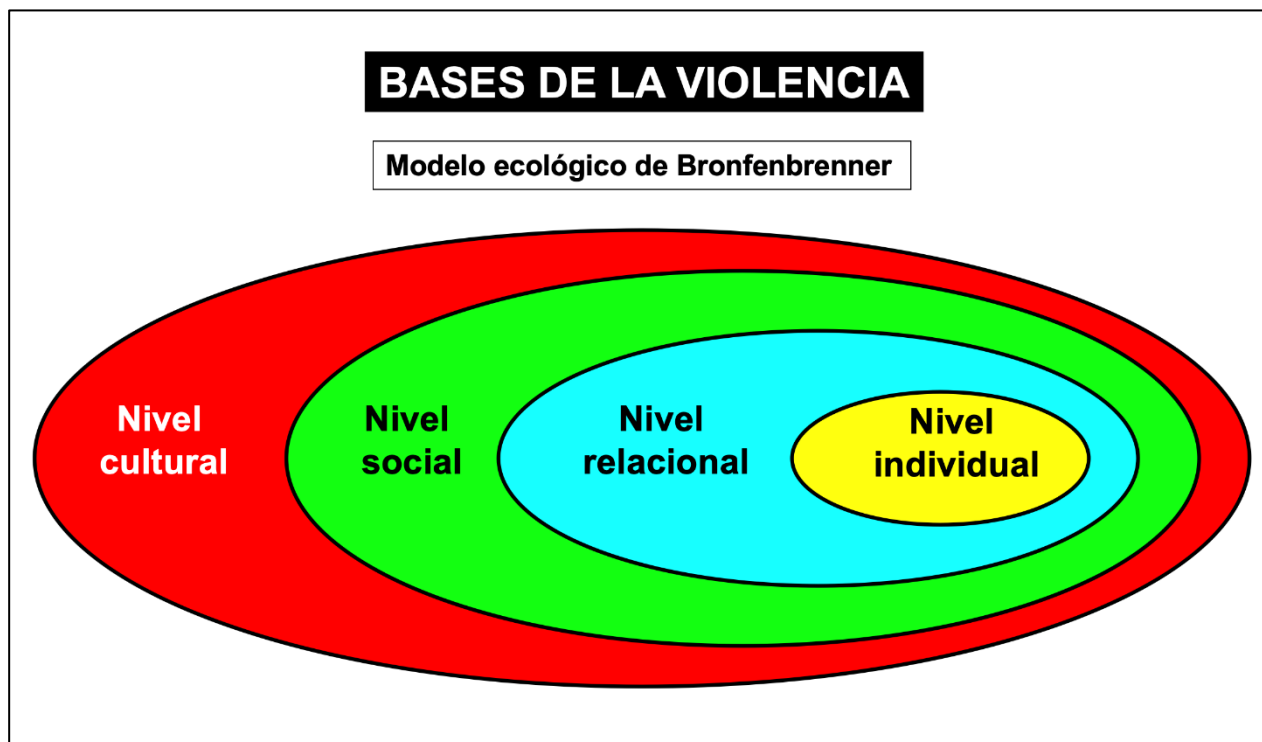 BASES DE LA VIOLENCIA
Modelo ecológico de Bronfenbrenner
Nivel
cultural
Nivel
social
Nivel
relacional
Nivel
individual